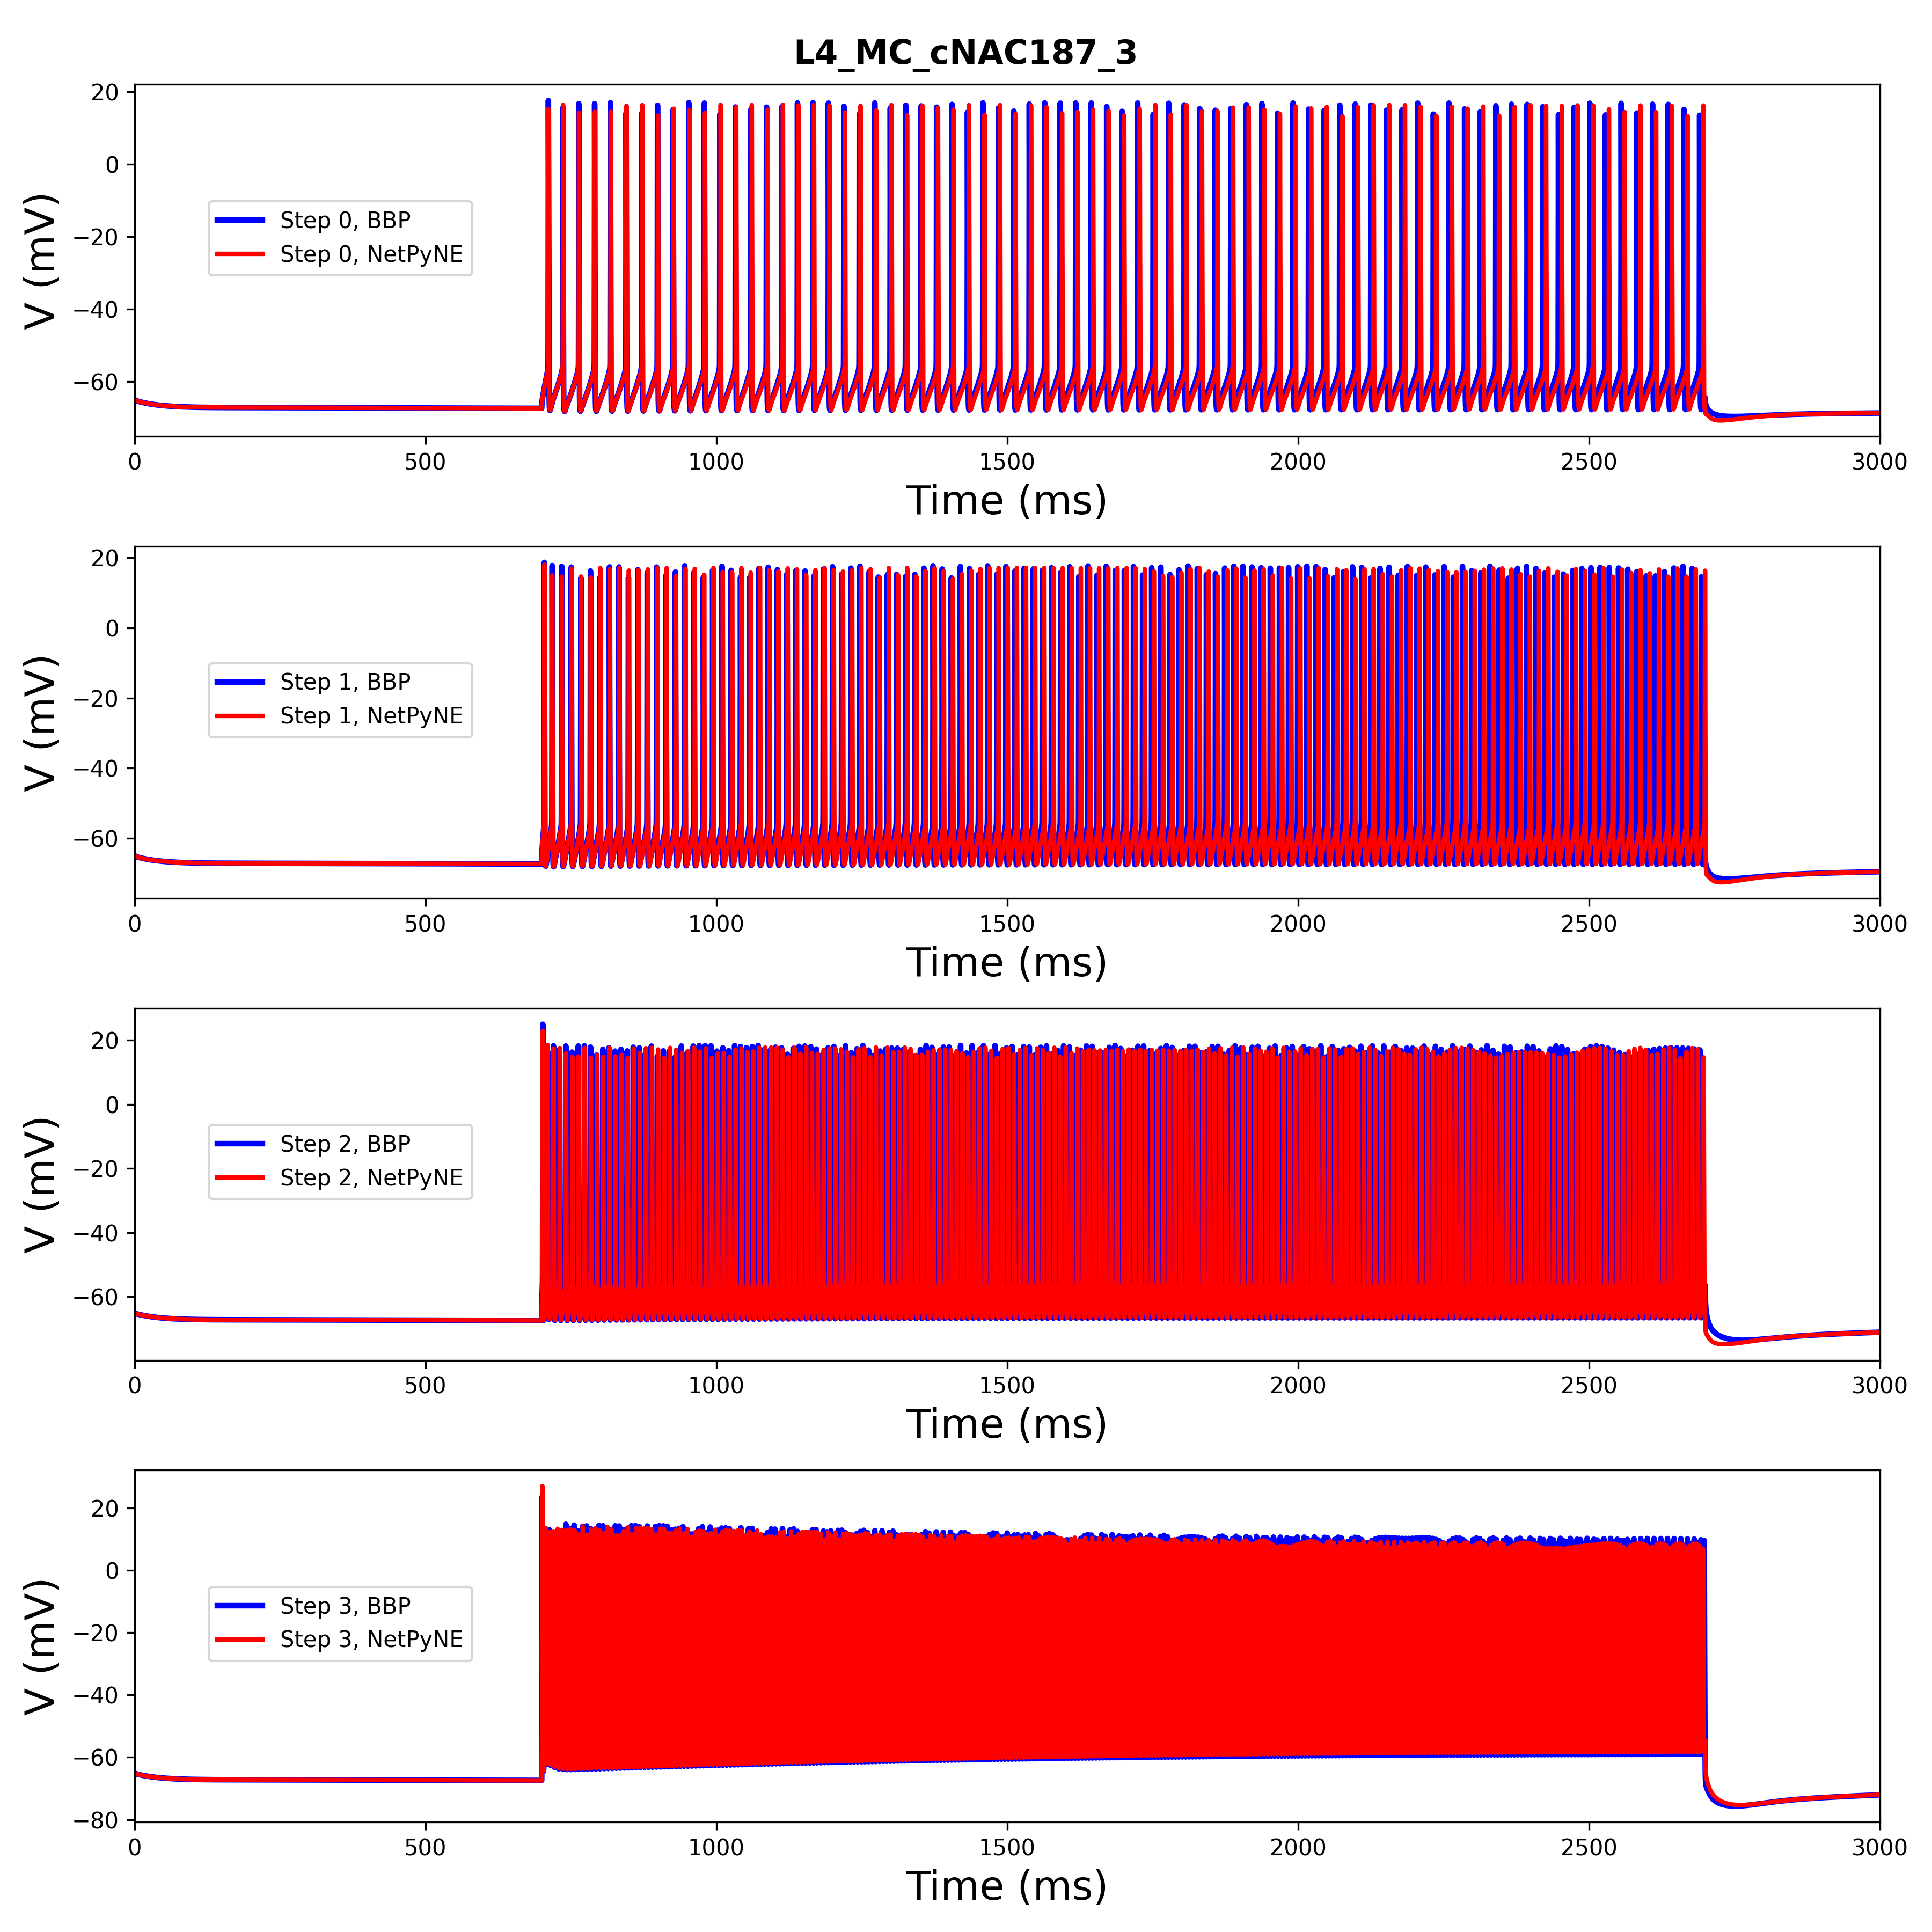 L4_MC_cNAC187_3
20
0
−20
−40
−60
V (mV)
Step 0, BBP
Step 0, NetPyNE
0 500 1000 1500 2000 2500 3000
Time (ms)
20
0
−20
−40
−60
V (mV)
Step 1, BBP
Step 1, NetPyNE
0 500 1000 1500 2000 2500 3000
Time (ms)
20
0
−20
−40
−60
V (mV)
Step 2, BBP
Step 2, NetPyNE
0 500 1000 1500 2000 2500 3000
Time (ms)
20
0
−20
−40
−60
−80
V (mV)
Step 3, BBP
Step 3, NetPyNE
0 500 1000 1500 2000 2500 3000
Time (ms)